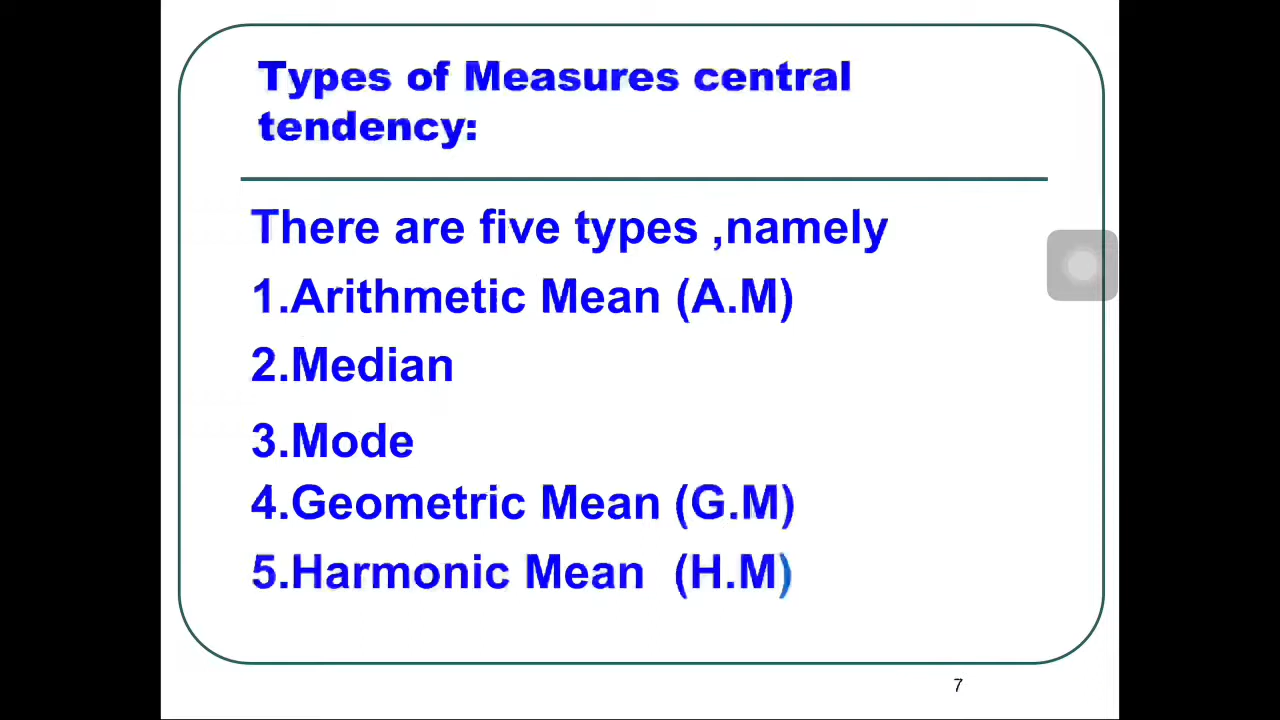 Types of Measures central
tendency:
There are five types ,namely
1.Arithmetic Mean (A.M)
2.Median
3.Mode
4.Geometric Mean (G.M)
5.Harmonic Mean  (H.M)
7